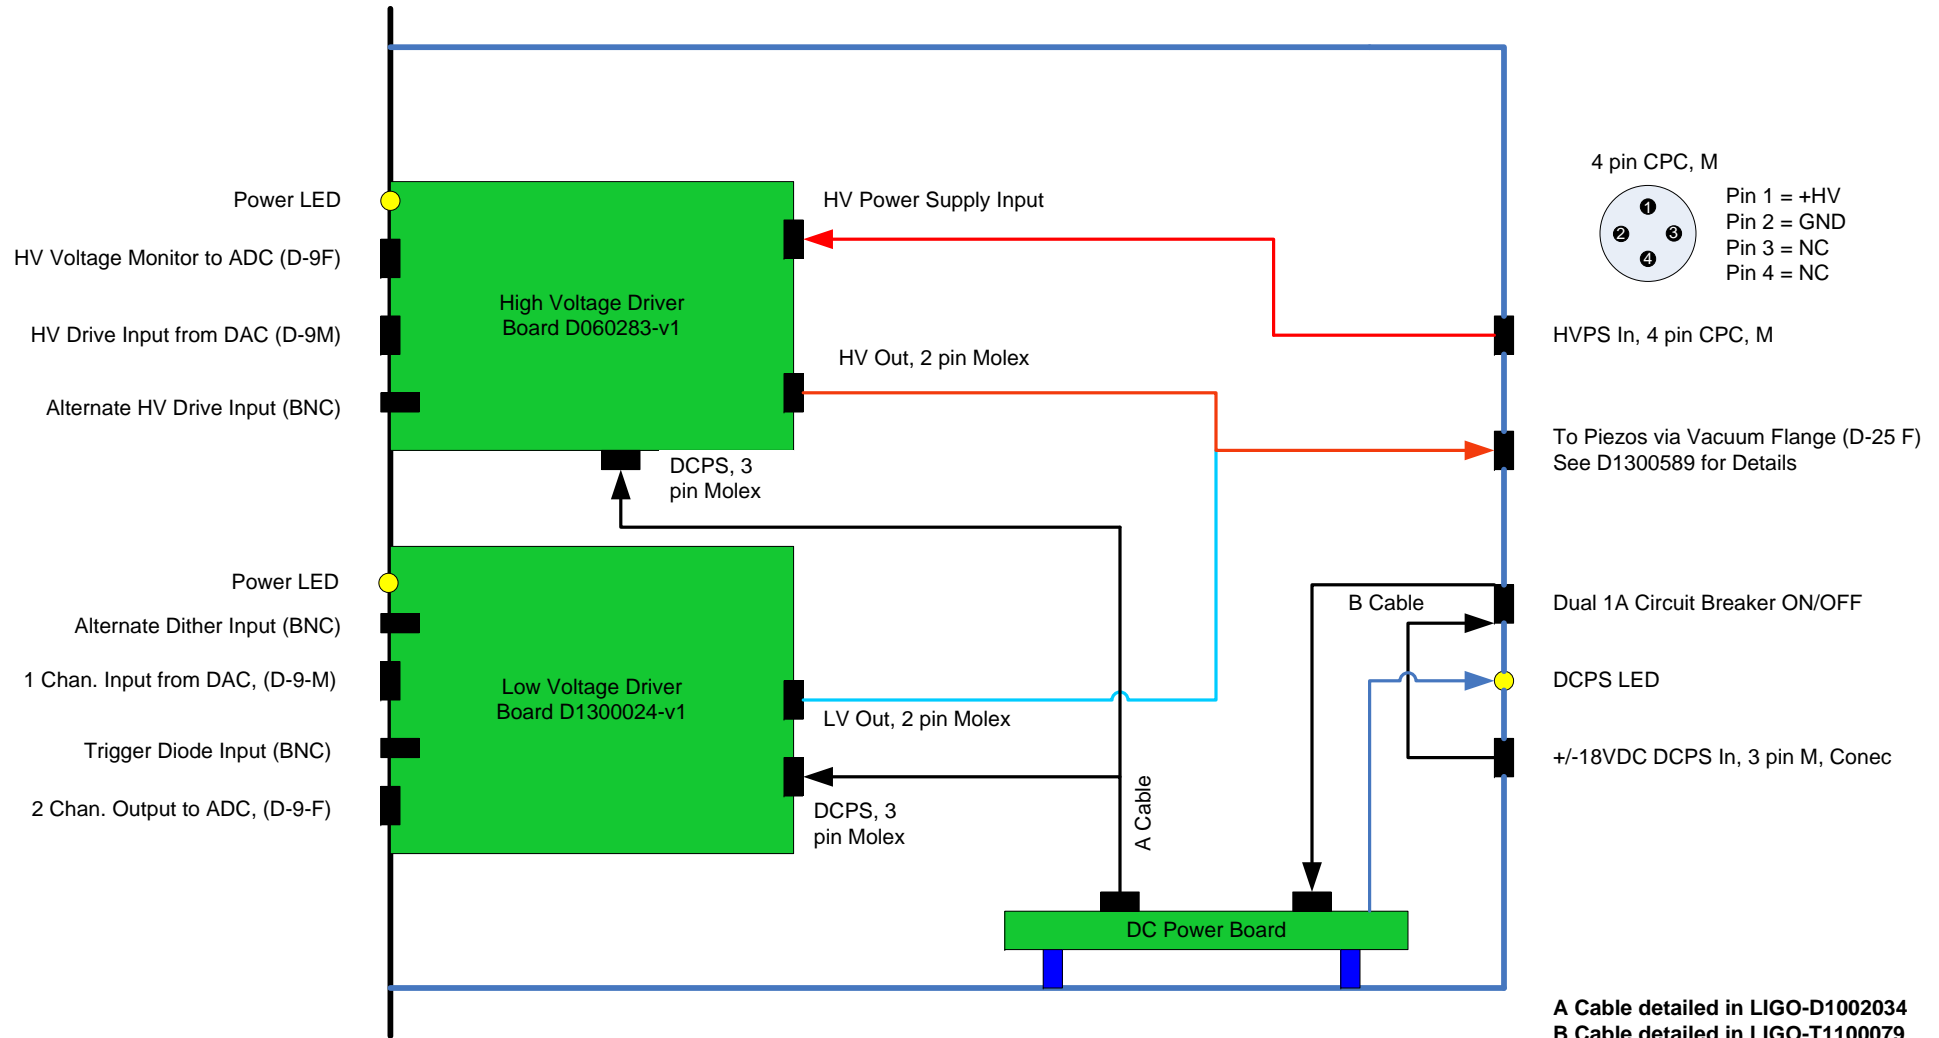 4 pin CPC, M
1
2
3
4
Pin 1 = +HV
Pin 2 = GND
Pin 3 = NC
Pin 4 = NC
Power LED
HV Voltage Monitor to ADC (D-9F)
HV Drive Input from DAC (D-9M)
Alternate HV Drive Input (BNC)
High Voltage Driver
Board D060283-v1
HV Power Supply Input
HV Out, 2 pin Molex
DCPS, 3
pin Molex
HVPS In, 4 pin CPC, M
To Piezos via Vacuum Flange (D-25 F)
See D1300589 for Details
Power LED
Alternate Dither Input (BNC)
1 Chan. Input from DAC, (D-9-M)
Trigger Diode Input (BNC)
2 Chan. Output to ADC, (D-9-F)
Low Voltage Driver
Board D1300024-v1
LV Out, 2 pin Molex
DCPS, 3
pin Molex
A Cable
B Cable
Dual 1A Circuit Breaker ON/OFF
DCPS LED
+/-18VDC DCPS In, 3 pin M, Conec
DC Power Board
A Cable detailed in LIGO-D1002034
B Cable detailed in LIGO-T1100079